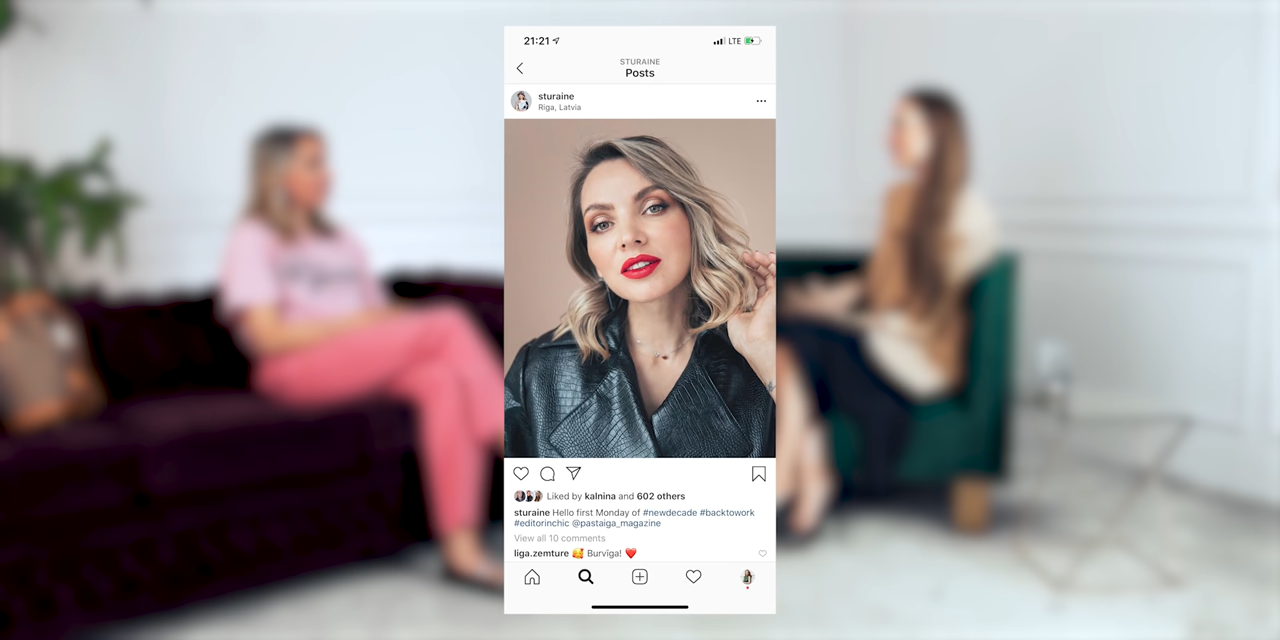 21:21
LTE
STURAINE
Posts
sturaine
Riga, Latvia
Liked by kalnina and 602 others
sturaine Hello first Monday of #newdecade #backtowork
#editorinchic @pastaiga_magazine
View all 10 comments
liga.zemture 🥰 Burvīga! ❤️